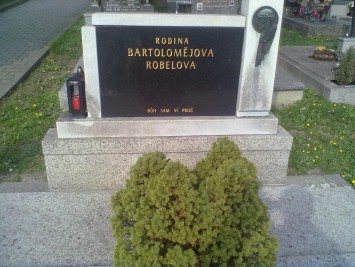 RODINA
BARTOLOMĚJOVA
ROBELOVA
BŮH SÁM VÍ PROČ